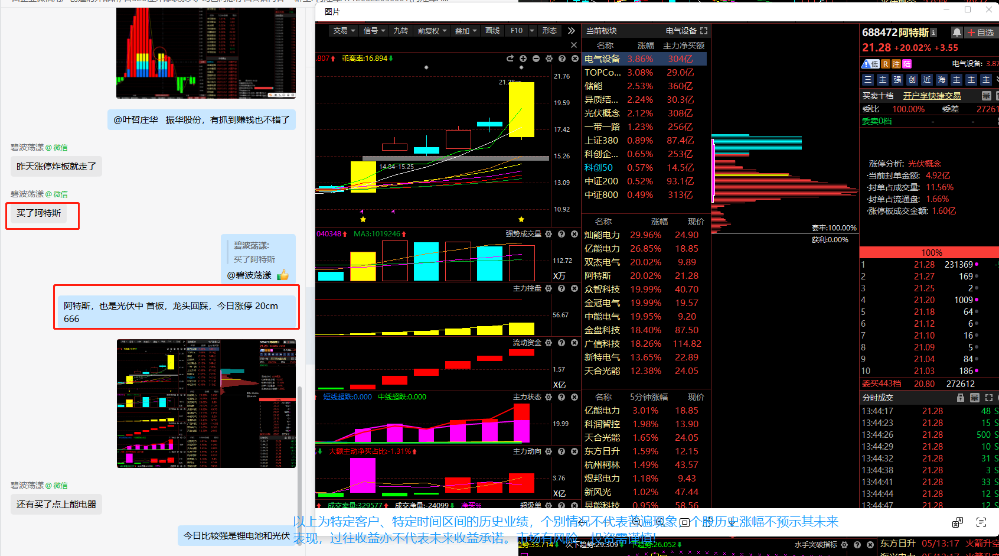 图片
@叶哲庄华 振华股份，有抓到赚钱也不错了
碧波荡漾@微信
昨天涨停炸板就走了
碧波荡漾@微信
买了阿特斯
碧波荡漾:
买了阿特斯
@碧波荡漾 👍
阿特斯，也是光伏中 首板，龙头回踩，今日涨停 20cm
666
碧波荡漾@微信
还有买了点上能电器
今日比较强是锂电池和光伏
交易 信号 九转 前复权 叠加 画线 F10 形态
.807 乖离率:16.894
21.28
21.76
19.59
17.42
15.26
13.09
10.92
14.84-15.25
040348 MA3:1019246 强势成交量
112.72
X万
主力控盘
56.67
流动资金
1.57
X亿
短线超跌:0.000 中线超跌:0.000 主力状态
19.99
大额主动净买占比:-1.31% 主力动向
3.76
X亿
成交卖量:329577 成交净量:-24099 净买% 超级单
当前板块 电气设备
名称 涨幅 主力净买额
电气设备 3.86% 304亿
TOPCo... 3.08% 29.0亿
储能 2.53% 360亿
异质结... 2.24% 30.3亿
光伏概念 2.12% 308亿
一带一路 1.23% 256亿
上证380 0.89% 87.4亿
科创企... 0.65% 253亿
科创50 0.57% 14.5亿
中证200 0.52% 93.1亿
中证800 0.49% 313亿
名称 涨幅 现价
灿能电力 29.96% 24.90
亿能电力 26.85% 18.85
双杰电气 20.02% 9.89
阿特斯 20.02% 21.28
众智科技 19.99% 40.70
金冠电气 19.99% 19.57
中能电气 19.95% 9.20
金盘科技 18.40% 87.50
广信科技 18.26% 114.82
新特电气 13.65% 22.89
天合光能 12.38% 24.05
名称 5分钟涨幅 现价
亿能电力 3.01% 18.85
科润智控 1.98% 13.90
天合光能 1.65% 24.05
东方日升 1.59% 12.15
杭州柯林 1.49% 43.57
煜邦电力 1.18% 9.43
新风光 1.02% 47.44
昱能科技 0.95% 58.56
套牢:100.00%
获利:0.00%
688472阿特斯
自选
21.28 +20.02% +3.55
低 R 注 陆 电气设备: 3.87
三 主 强 创 近 海 主 主 主
买卖十档 开户享快捷交易 量
委比 100.00% 委差 27261
委卖0档 - -
涨停分析: 光伏概念
·当前封单金额: 4.92亿
·封单占成交量: 11.56%
·封单占流通盘: 1.66%
·涨停板成交金额: 1.60亿
100%
1 21.28 231369
2 21.27 169
3 21.25 2
4 21.20 1009
5 21.18 64
6 21.12 6
7 21.10 16
8 21.09 5
9 21.04 84
10 21.03 186
委买443档 20.80 272612
分时成交 量
13:44:17 21.28 48 S
13:44:23 21.28 15 S
13:44:26 21.28 500 S
13:44:29 21.28 10 S
13:44:32 21.28 31 S
13:44:38 21.28 3 S
13:44:41 21.28 33 S
13:44:44 21.28 12 S
13:44:47 21.28 12 S
以上为特定客户、特定时间区间的历史业绩，个别情况不代表普遍现象，个股历史涨幅不预示其未来
表现，过往收益亦不代表未来收益承诺。市场有风险，投资需谨慎!
趋势:33.714 次下趋势:29.309 下趋势:26.052 水手突破指标
东方日升 05/13:17 火箭升空